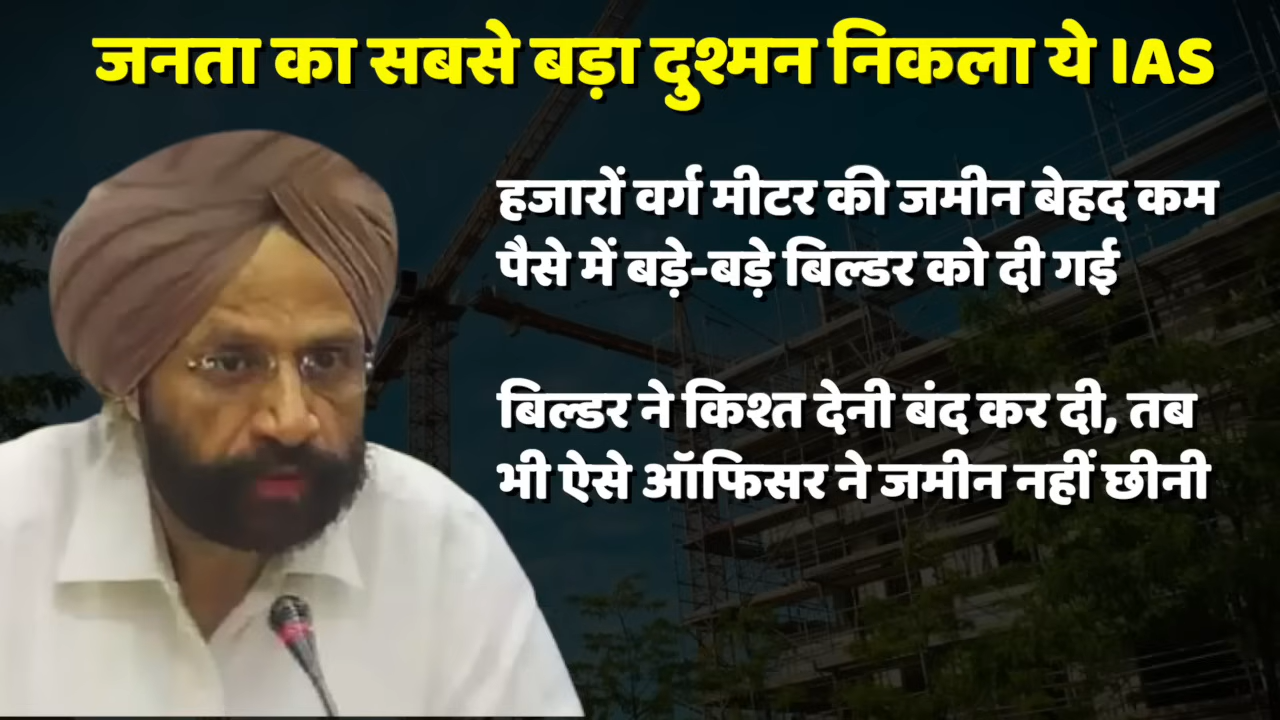 जनता का सबसे बड़ा दुश्मन निकला ये IAS
हजारों वर्ग मीटर की जमीन बेहद कम
पैसे में बड़े-बड़े बिल्डर को दी गई
बिल्डर ने किश्त देनी बंद कर दी, तब
भी ऐसे ऑफिसर ने जमीन नहीं छीनी